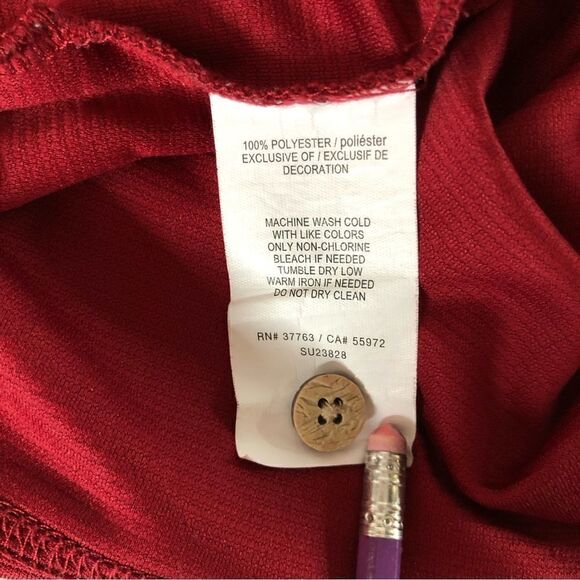 100% POLYESTER / poliéster
EXCLUSIVE OF / EXCLUSIF DE
DECORATION
MACHINE WASH COLD
WITH LIKE COLORS
ONLY NON-CHLORINE
BLEACH IF NEEDED
TUMBLE DRY LOW
WARM IRON IF NEEDED
DO NOT DRY CLEAN
RN# 37763 / CA# 55972
SU23828